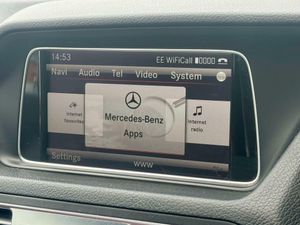 14:53 EE WiFiCall
Navi Audio Tel Video System
Internet favourites
Mercedes-Benz Apps
Internet radio
Settings WWW